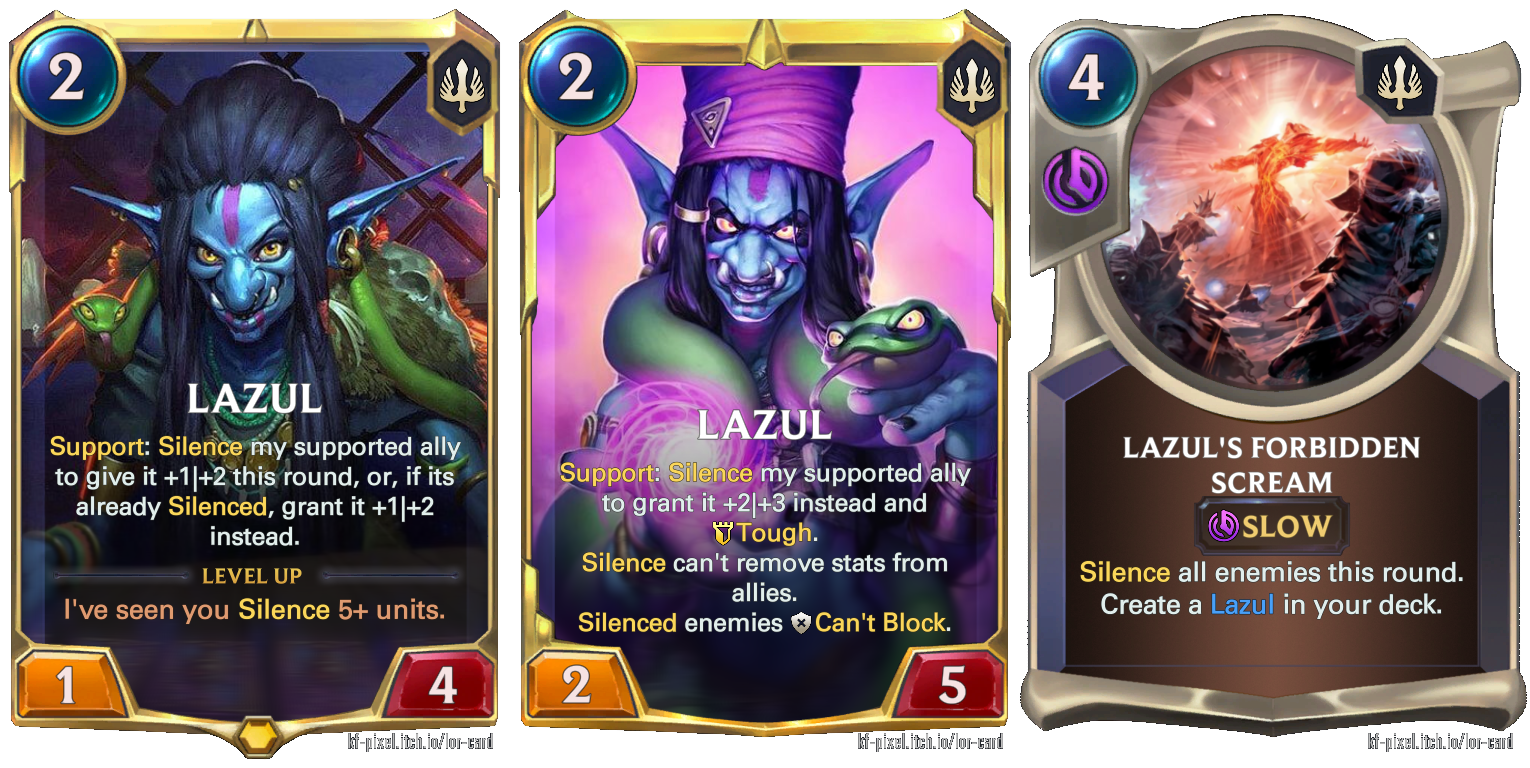 2
LAZUL
Support: Silence my supported ally
to give it +1|+2 this round, or, if its
already Silenced, grant it +1|+2
instead.
LEVEL UP
I've seen you Silence 5+ units.
1
4
kf-pixel.itch.io/lor-card
2
LAZUL
Support: Silence my supported ally
to grant it +2|+3 instead and
Tough.
Silence can't remove stats from
allies.
Silenced enemies Can't Block.
2
5
kf-pixel.itch.io/lor-card
4
LAZUL'S FORBIDDEN
SCREAM
SLOW
Silence all enemies this round.
Create a Lazul in your deck.
kf-pixel.itch.io/lor-card